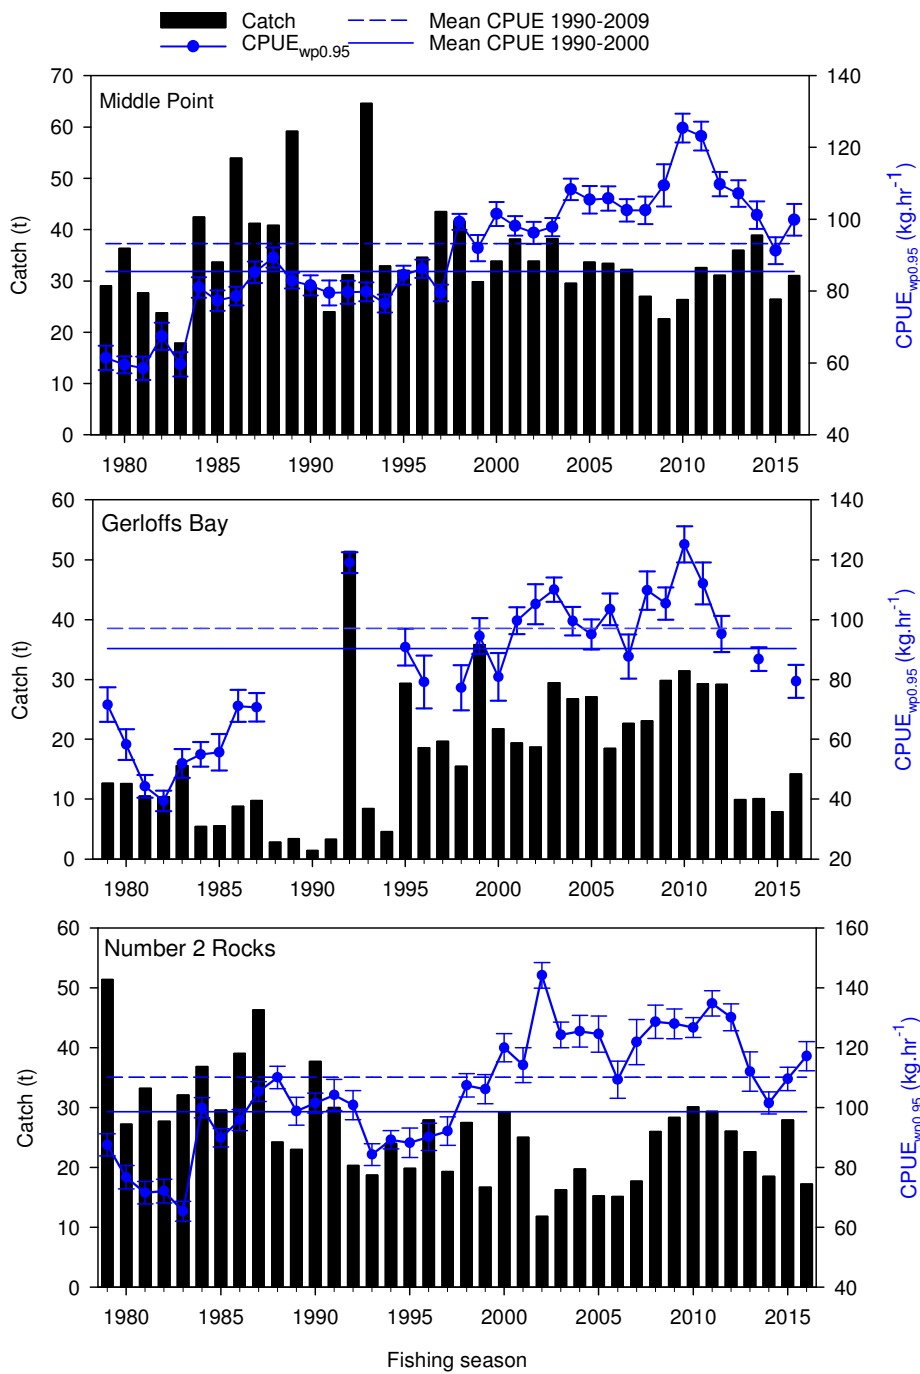 Catch
Mean CPUE 1990-2009
CPUEwp0.95
Mean CPUE 1990-2000
Middle Point
70
60
50
40
30
20
10
0
Catch (t)
140
120
100
80
60
40
CPUEwp0.95 (kg.hr-1)
1980 1985 1990 1995 2000 2005 2010 2015
Gerloffs Bay
60
50
40
30
20
10
0
Catch (t)
140
120
100
80
60
40
20
CPUEwp0.95 (kg.hr-1)
1980 1985 1990 1995 2000 2005 2010 2015
Number 2 Rocks
60
50
40
30
20
10
0
Catch (t)
160
140
120
100
80
60
40
CPUEwp0.95 (kg.hr-1)
1980 1985 1990 1995 2000 2005 2010 2015
Fishing season